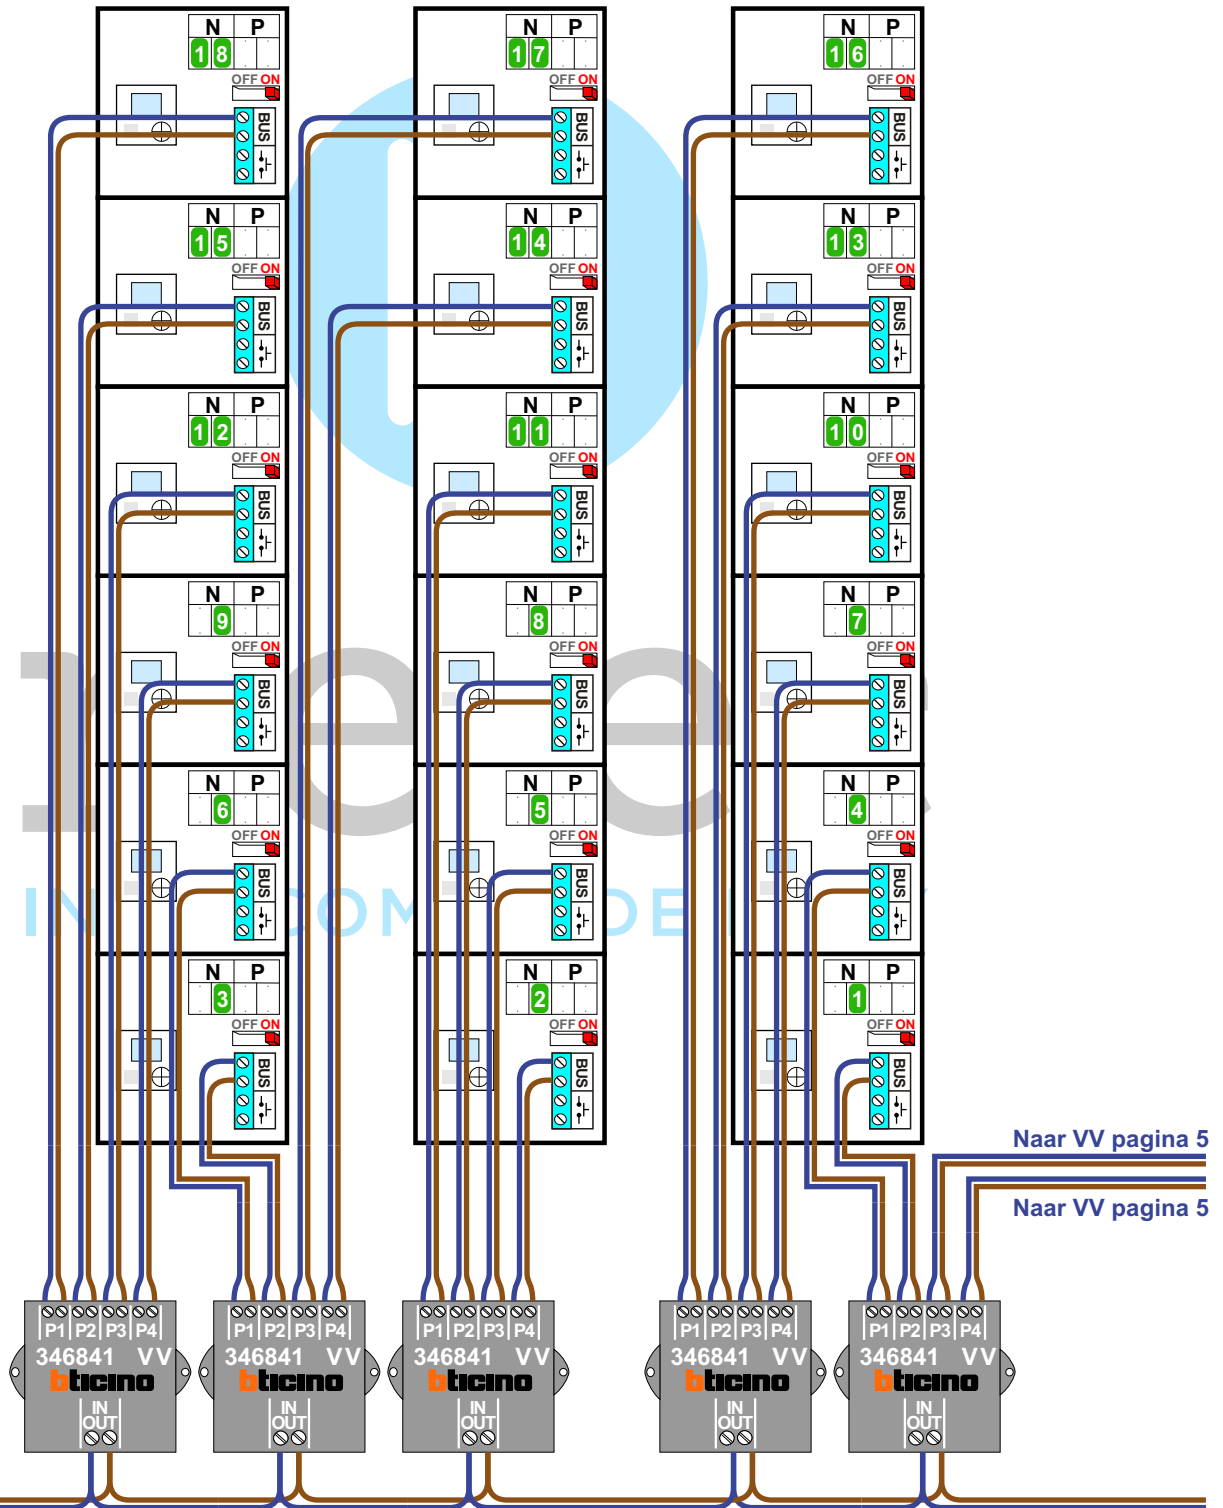 N P N P N P
18 17 16
OFF ON OFF ON OFF ON
BUS BUS BUS
N P N P N P
15 14 13
OFF ON OFF ON OFF ON
BUS BUS BUS
N P N P N P
12 11 10
OFF ON OFF ON OFF ON
BUS BUS BUS
N P N P N P
9 8 7
OFF ON OFF ON OFF ON
BUS BUS BUS
N P N P N P
6 5 4
OFF ON OFF ON OFF ON
BUS BUS BUS
N P N P N P
3 2 1
OFF ON OFF ON OFF ON
BUS BUS BUS
Naar VV pagina 5
Naar VV pagina 5
P1 P2 P3 P4 P1 P2 P3 P4 P1 P2 P3 P4 P1 P2 P3 P4 P1 P2 P3 P4
346841 VV 346841 VV 346841 VV 346841 VV 346841 VV
bticino bticino bticino bticino bticino
IN IN IN IN IN
OUT OUT OUT OUT OUT